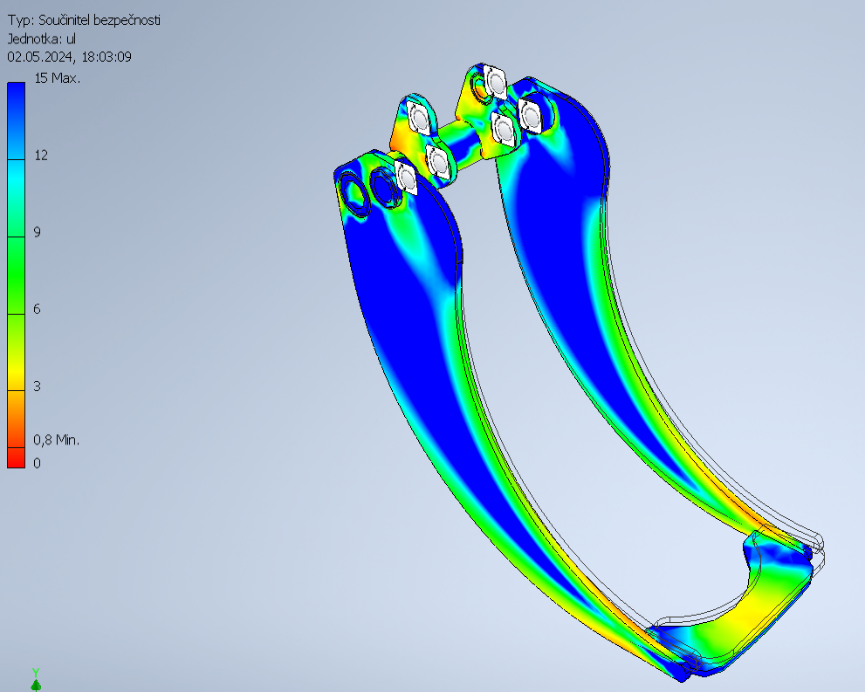 Typ: Součinitel bezpečnosti
Jednotka: ul
02.05.2024, 18:03:09
15 Max.
12
9
6
3
0,8 Min.
0
Y